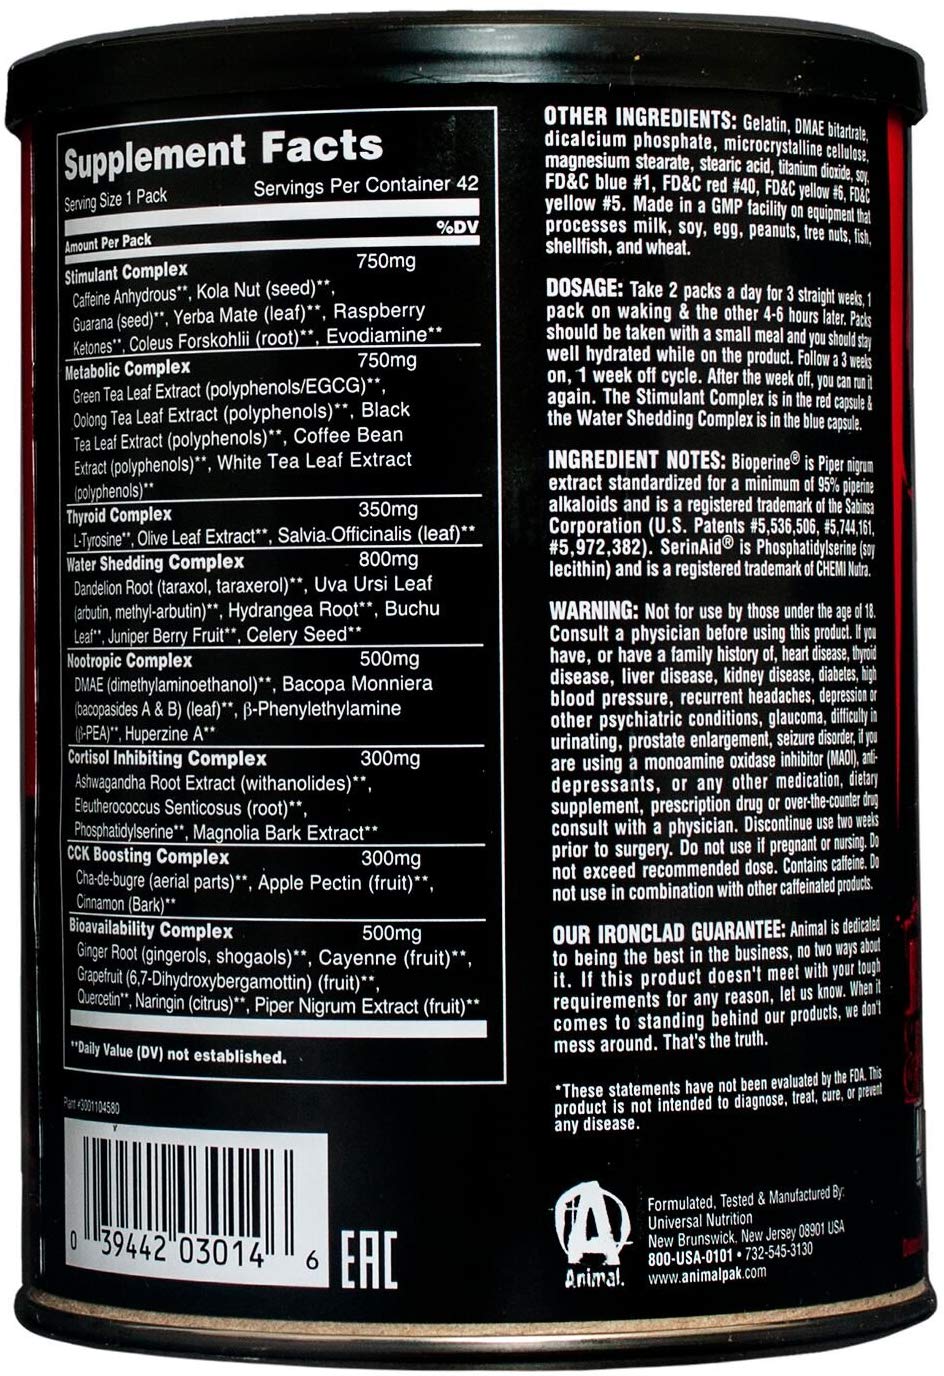 Supplement Facts
Serving Size 1 Pack Servings Per Container 42
Amount Per Pack %DV
Stimulant Complex 750mg
Caffeine Anhydrous**, Kola Nut (seed)**,
Guarana (seed)**, Yerba Mate (leaf)**, Raspberry
Ketones**, Coleus Forskohlii (root)**, Evodiamine**
Metabolic Complex 750mg
Green Tea Leaf Extract (polyphenols/EGCG)**,
Oolong Tea Leaf Extract (polyphenols)**, Black
Tea Leaf Extract (polyphenols)**, Coffee Bean
Extract (polyphenols)**, White Tea Leaf Extract
(polyphenols)**
Thyroid Complex 350mg
L-Tyrosine**, Olive Leaf Extract**, Salvia-Officinalis (leaf)**
Water Shedding Complex 800mg
Dandelion Root (taraxol, taraxerol)**, Uva Ursi Leaf
(arbutin, methyl-arbutin)**, Hydrangea Root**, Buchu
Leaf**, Juniper Berry Fruit**, Celery Seed**
Nootropic Complex 500mg
DMAE (dimethylaminoethanol)**, Bacopa Monniera
(bacopasides A & B) (leaf)**, β-Phenylethylamine
(β-PEA)**, Huperzine A**
Cortisol Inhibiting Complex 300mg
Ashwagandha Root Extract (withanolides)**,
Eleutherococcus Senticosus (root)**,
Phosphatidylserine**, Magnolia Bark Extract**
CCK Boosting Complex 300mg
Cha-de-bugre (aerial parts)**, Apple Pectin (fruit)**,
Cinnamon (Bark)**
Bioavailability Complex 500mg
Ginger Root (gingerols, shogaols)**, Cayenne (fruit)**,
Grapefruit (6,7-Dihydroxybergamottin) (fruit)**,
Quercetin**, Naringin (citrus)**, Piper Nigrum Extract (fruit)**
**Daily Value (DV) not established.
Plant #3001104580
0 39442 03014 6
EAC
OTHER INGREDIENTS: Gelatin, DMAE bitartrate,
dicalcium phosphate, microcrystalline cellulose,
magnesium stearate, stearic acid, titanium dioxide, soy,
FD&C blue #1, FD&C red #40, FD&C yellow #6, FD&C
yellow #5. Made in a GMP facility on equipment that
processes milk, soy, egg, peanuts, tree nuts, fish,
shellfish, and wheat.
DOSAGE: Take 2 packs a day for 3 straight weeks, 1
pack on waking & the other 4-6 hours later. Packs
should be taken with a small meal and you should stay
well hydrated while on the product. Follow a 3 weeks
on, 1 week off cycle. After the week off, you can run it
again. The Stimulant Complex is in the red capsule &
the Water Shedding Complex is in the blue capsule.
INGREDIENT NOTES: Bioperine® is Piper nigrum
extract standardized for a minimum of 95% piperine
alkaloids and is a registered trademark of the Sabinsa
Corporation (U.S. Patents #5,536,506, #5,744,161,
#5,972,382). SerinAid® is Phosphatidylserine (soy
lecithin) and is a registered trademark of CHEMI Nutra.
WARNING: Not for use by those under the age of 18.
Consult a physician before using this product. If you
have, or have a family history of, heart disease, thyroid
disease, liver disease, kidney disease, diabetes, high
blood pressure, recurrent headaches, depression or
other psychiatric conditions, glaucoma, difficulty in
urinating, prostate enlargement, seizure disorder, if you
are using a monoamine oxidase inhibitor (MAOI), anti-
depressants, or any other medication, dietary
supplement, prescription drug or over-the-counter drug
consult with a physician. Discontinue use two weeks
prior to surgery. Do not use if pregnant or nursing. Do
not exceed recommended dose. Contains caffeine. Do
not use in combination with other caffeinated products.
OUR IRONCLAD GUARANTEE: Animal is dedicated
to being the best in the business, no two ways about
it. If this product doesn't meet with your tough
requirements for any reason, let us know. When it
comes to standing behind our products, we don't
mess around. That's the truth.
*These statements have not been evaluated by the FDA. This
product is not intended to diagnose, treat, cure, or prevent
any disease.
A
Animal.
Formulated, Tested & Manufactured By:
Universal Nutrition
New Brunswick, New Jersey 08901 USA
800-USA-0101 • 732-545-3130
www.animalpak.com